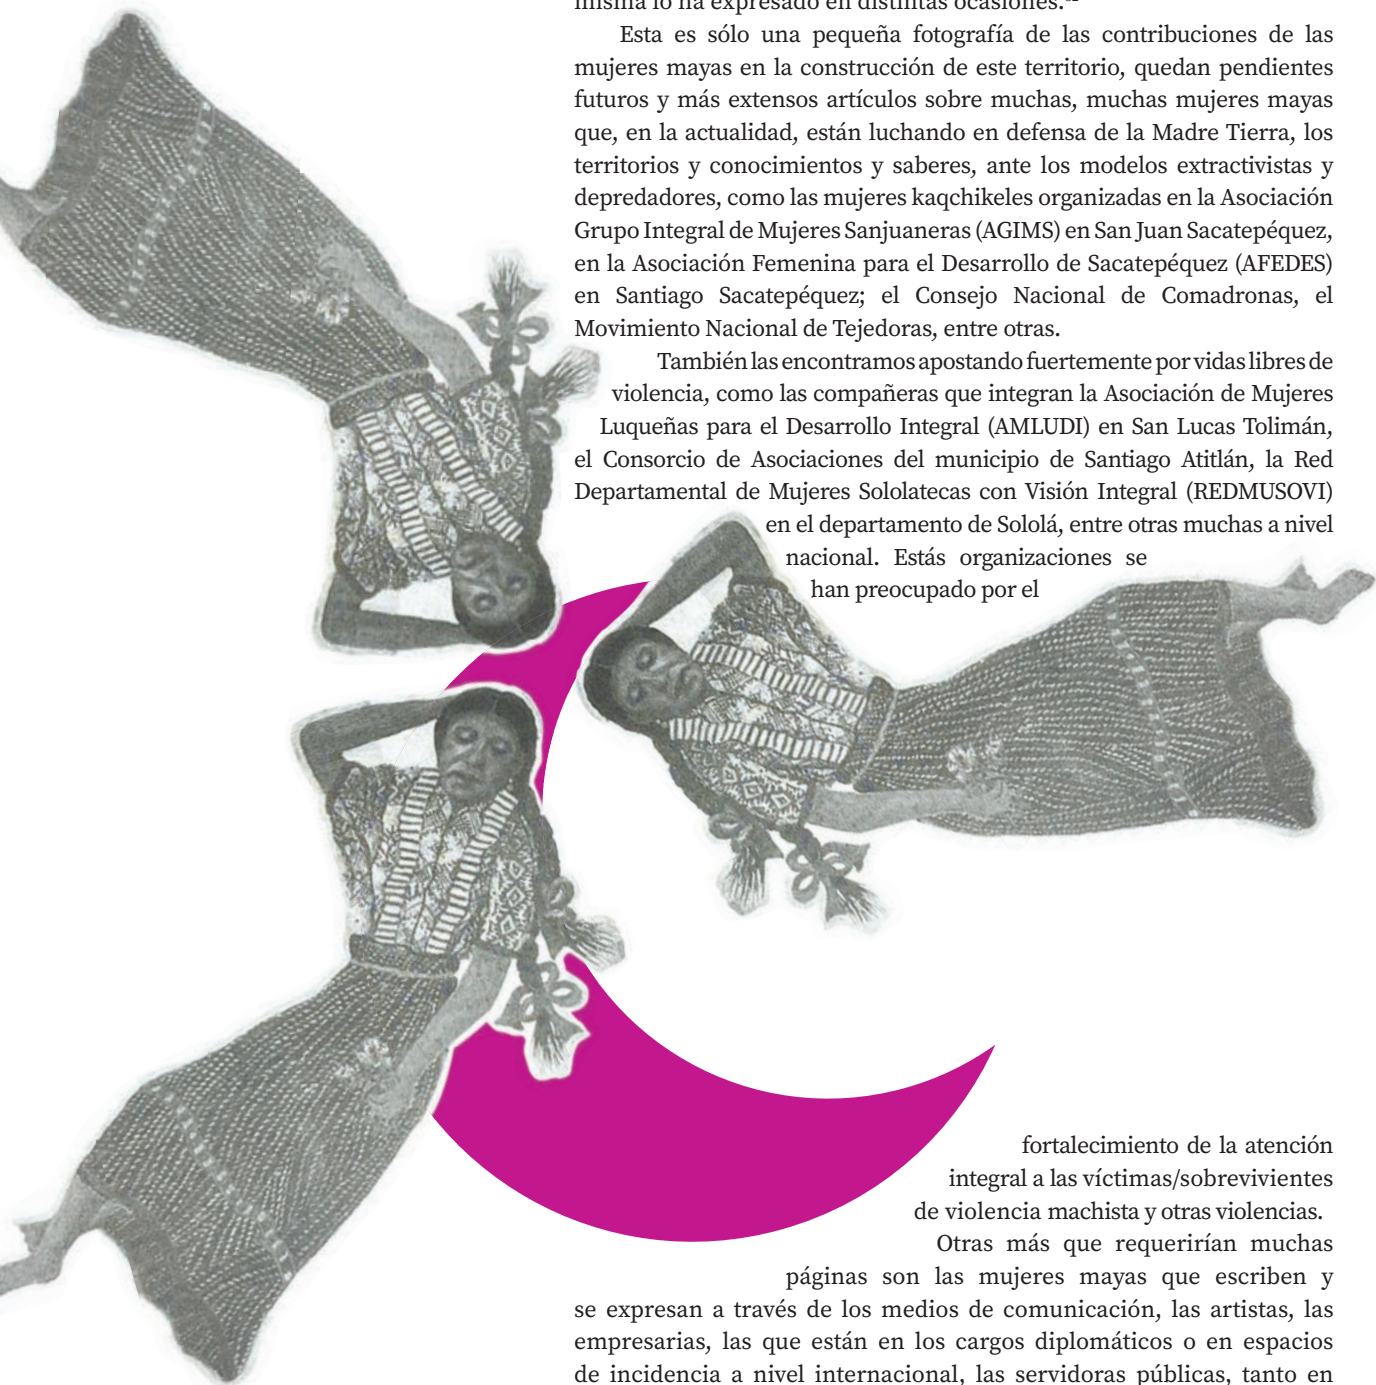 misma lo ha expresado en distintas ocasiones.
Esta es sólo una pequeña fotografía de las contribuciones de las
mujeres mayas en la construcción de este territorio, quedan pendientes
futuros y más extensos artículos sobre muchas, muchas mujeres mayas
que, en la actualidad, están luchando en defensa de la Madre Tierra, los
territorios y conocimientos y saberes, ante los modelos extractivistas y
depredadores, como las mujeres kaqchikeles organizadas en la Asociación
Grupo Integral de Mujeres Sanjuaneras (AGIMS) en San Juan Sacatepéquez,
en la Asociación Femenina para el Desarrollo de Sacatepéquez (AFEDES)
en Santiago Sacatepéquez; el Consejo Nacional de Comadronas, el
Movimiento Nacional de Tejedoras, entre otras.
También las encontramos apostando fuertemente por vidas libres de
violencia, como las compañeras que integran la Asociación de Mujeres
Luqueñas para el Desarrollo Integral (AMLUDI) en San Lucas Tolimán,
el Consorcio de Asociaciones del municipio de Santiago Atitlán, la Red
Departamental de Mujeres Sololatecas con Visión Integral (REDMUSOVI)
en el departamento de Sololá, entre otras muchas a nivel
nacional. Estás organizaciones se
han preocupado por el
fortalecimiento de la atención
integral a las víctimas/sobrevivientes
de violencia machista y otras violencias.
Otras más que requerirían muchas
páginas son las mujeres mayas que escriben y
se expresan a través de los medios de comunicación, las artistas, las
empresarias, las que están en los cargos diplomáticos o en espacios
de incidencia a nivel internacional, las servidoras públicas, tanto en